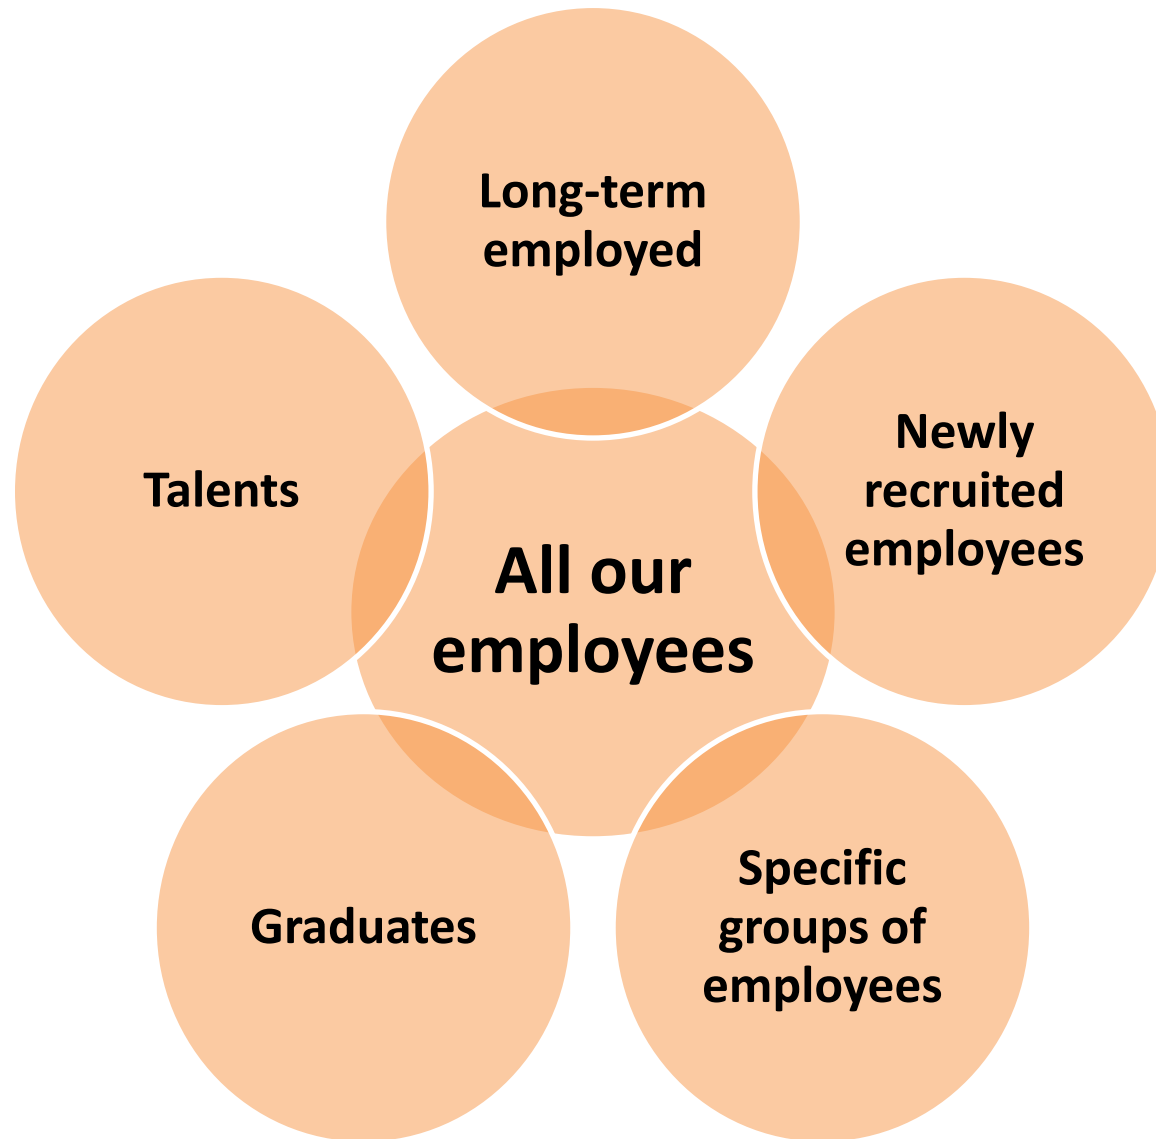 Long-term
employed
Newly
recruited
employees
Talents
All our
employees
Specific
groups of
employees
Graduates